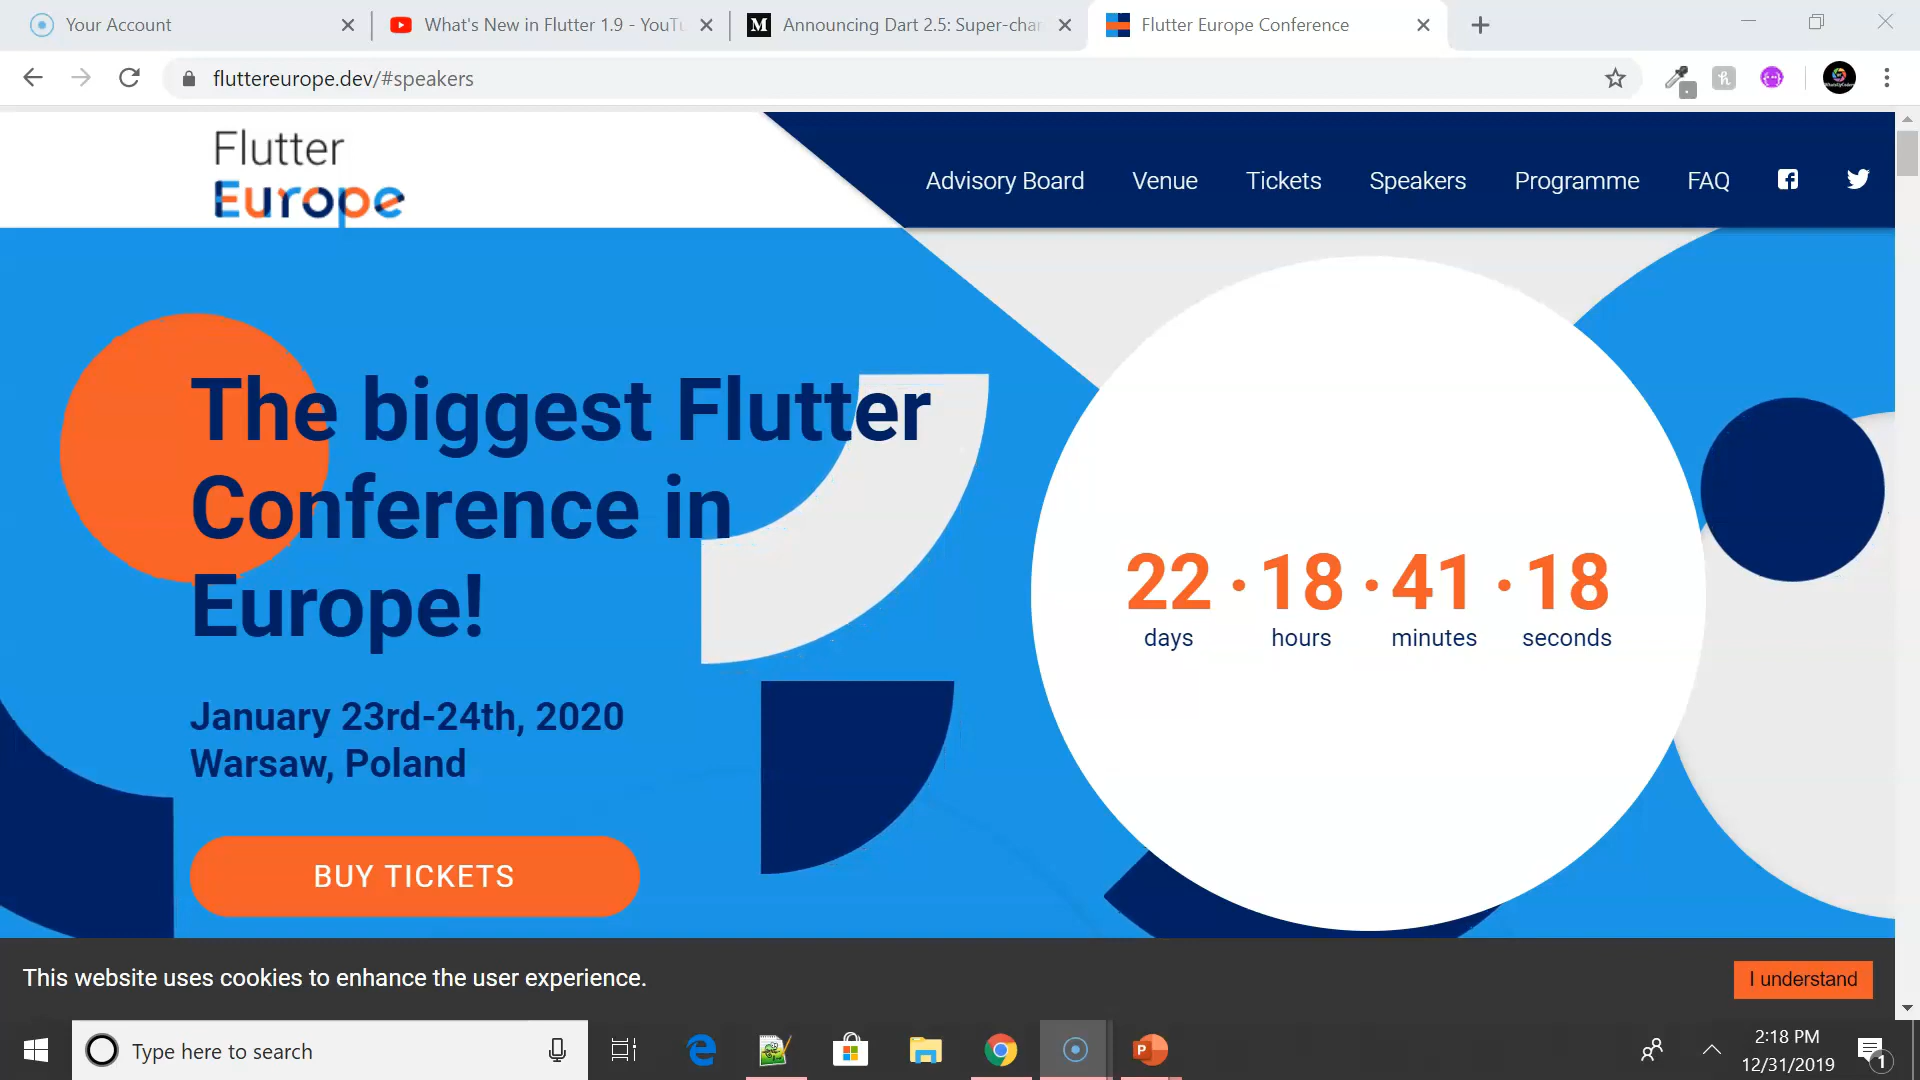 Your Account
What's New in Flutter 1.9 - YouTu
Announcing Dart 2.5: Super-char
Flutter Europe Conference
fluttereurope.dev/#speakers
Flutter
Europe
Advisory Board
Venue
Tickets
Speakers
Programme
FAQ
The biggest Flutter
Conference in
Europe!
22 · 18 · 41 · 18
days hours minutes seconds
January 23rd-24th, 2020
Warsaw, Poland
BUY TICKETS
This website uses cookies to enhance the user experience.
I understand
Type here to search
2:18 PM
12/31/2019
1